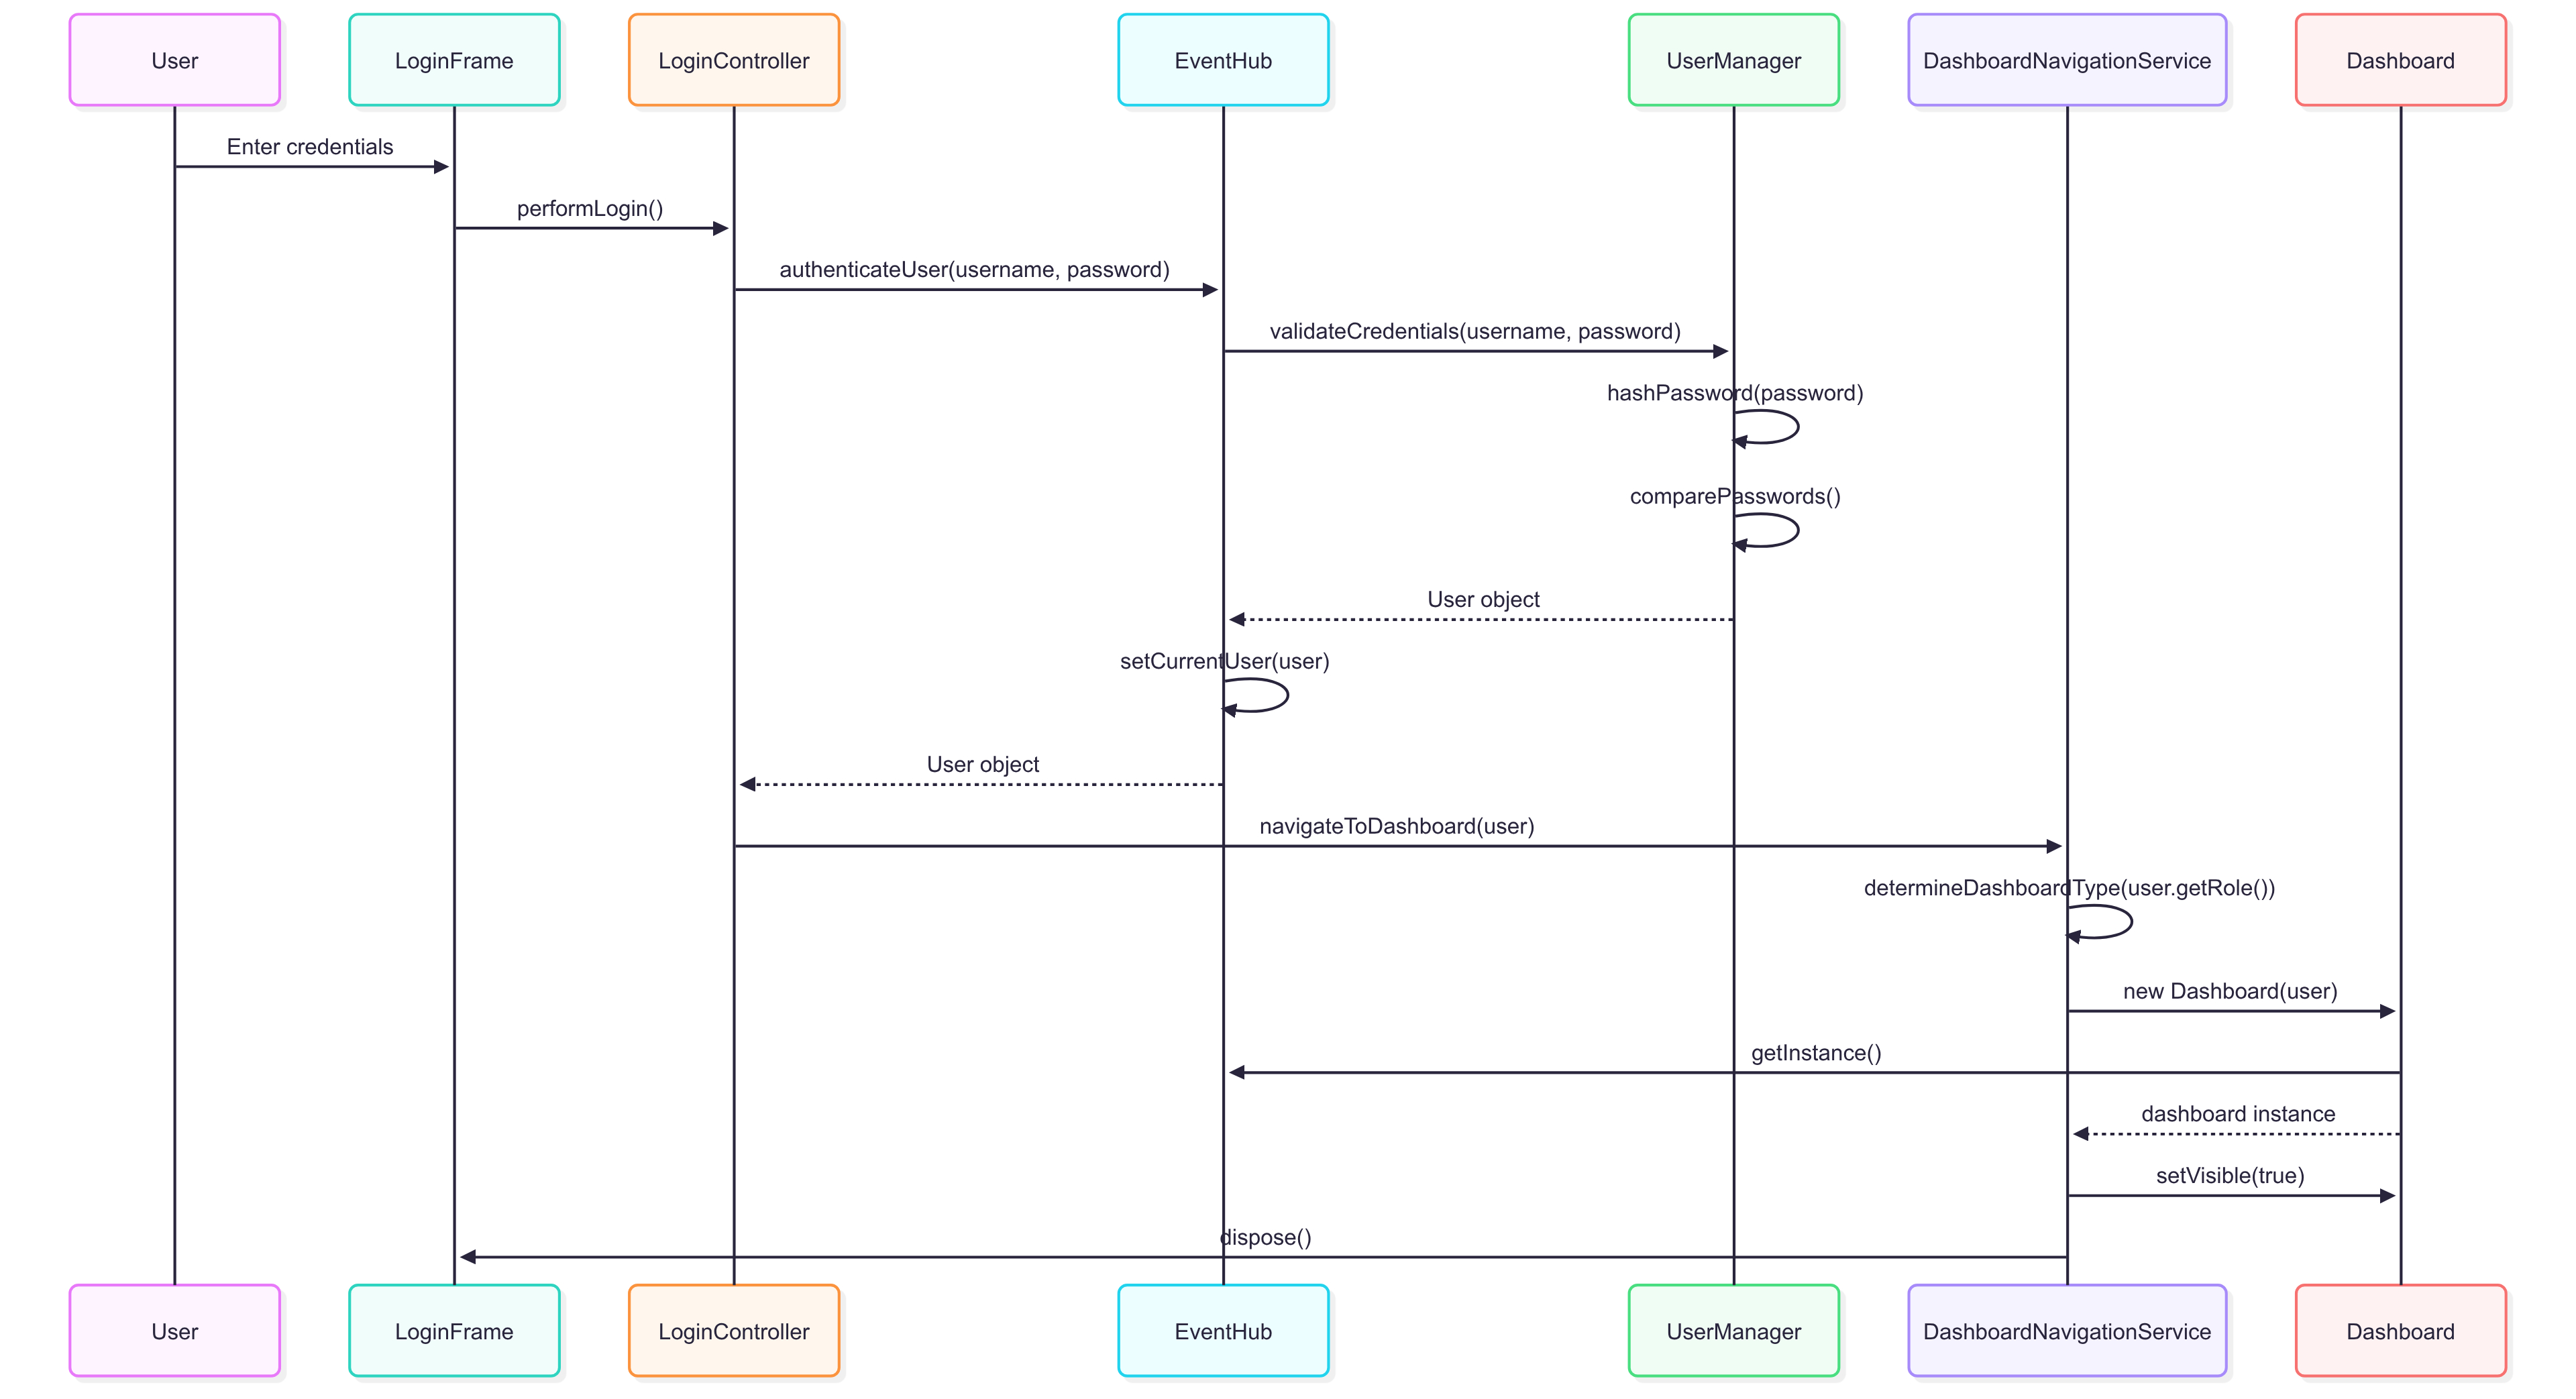 User
LoginFrame
LoginController
EventHub
UserManager
DashboardNavigationService
Dashboard
Enter credentials
performLogin()
authenticateUser(username, password)
validateCredentials(username, password)
hashPassword(password)
comparePasswords()
User object
setCurrentUser(user)
User object
navigateToDashboard(user)
determineDashboardType(user.getRole())
new Dashboard(user)
getInstance()
dashboard instance
setVisible(true)
dispose()
User
LoginFrame
LoginController
EventHub
UserManager
DashboardNavigationService
Dashboard